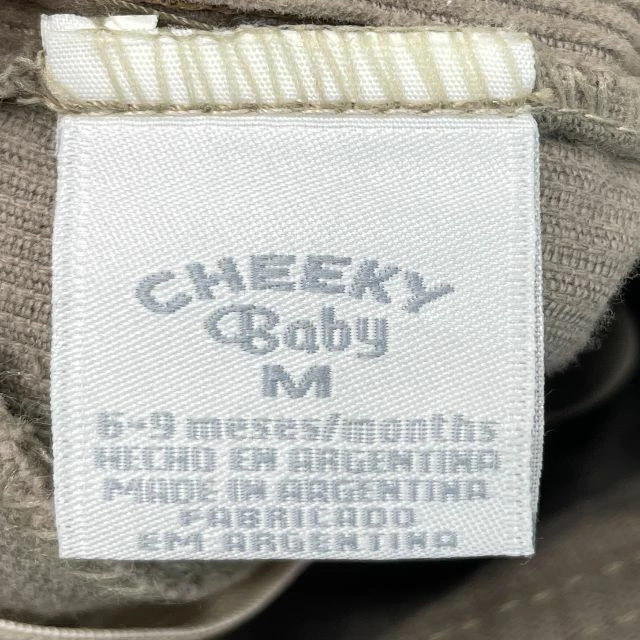 CHEEKY
Baby
M
6-9 meses/months
HECHO EN ARGENTINA
MADE IN ARGENTINA
FABRICADO
EM ARGENTINA